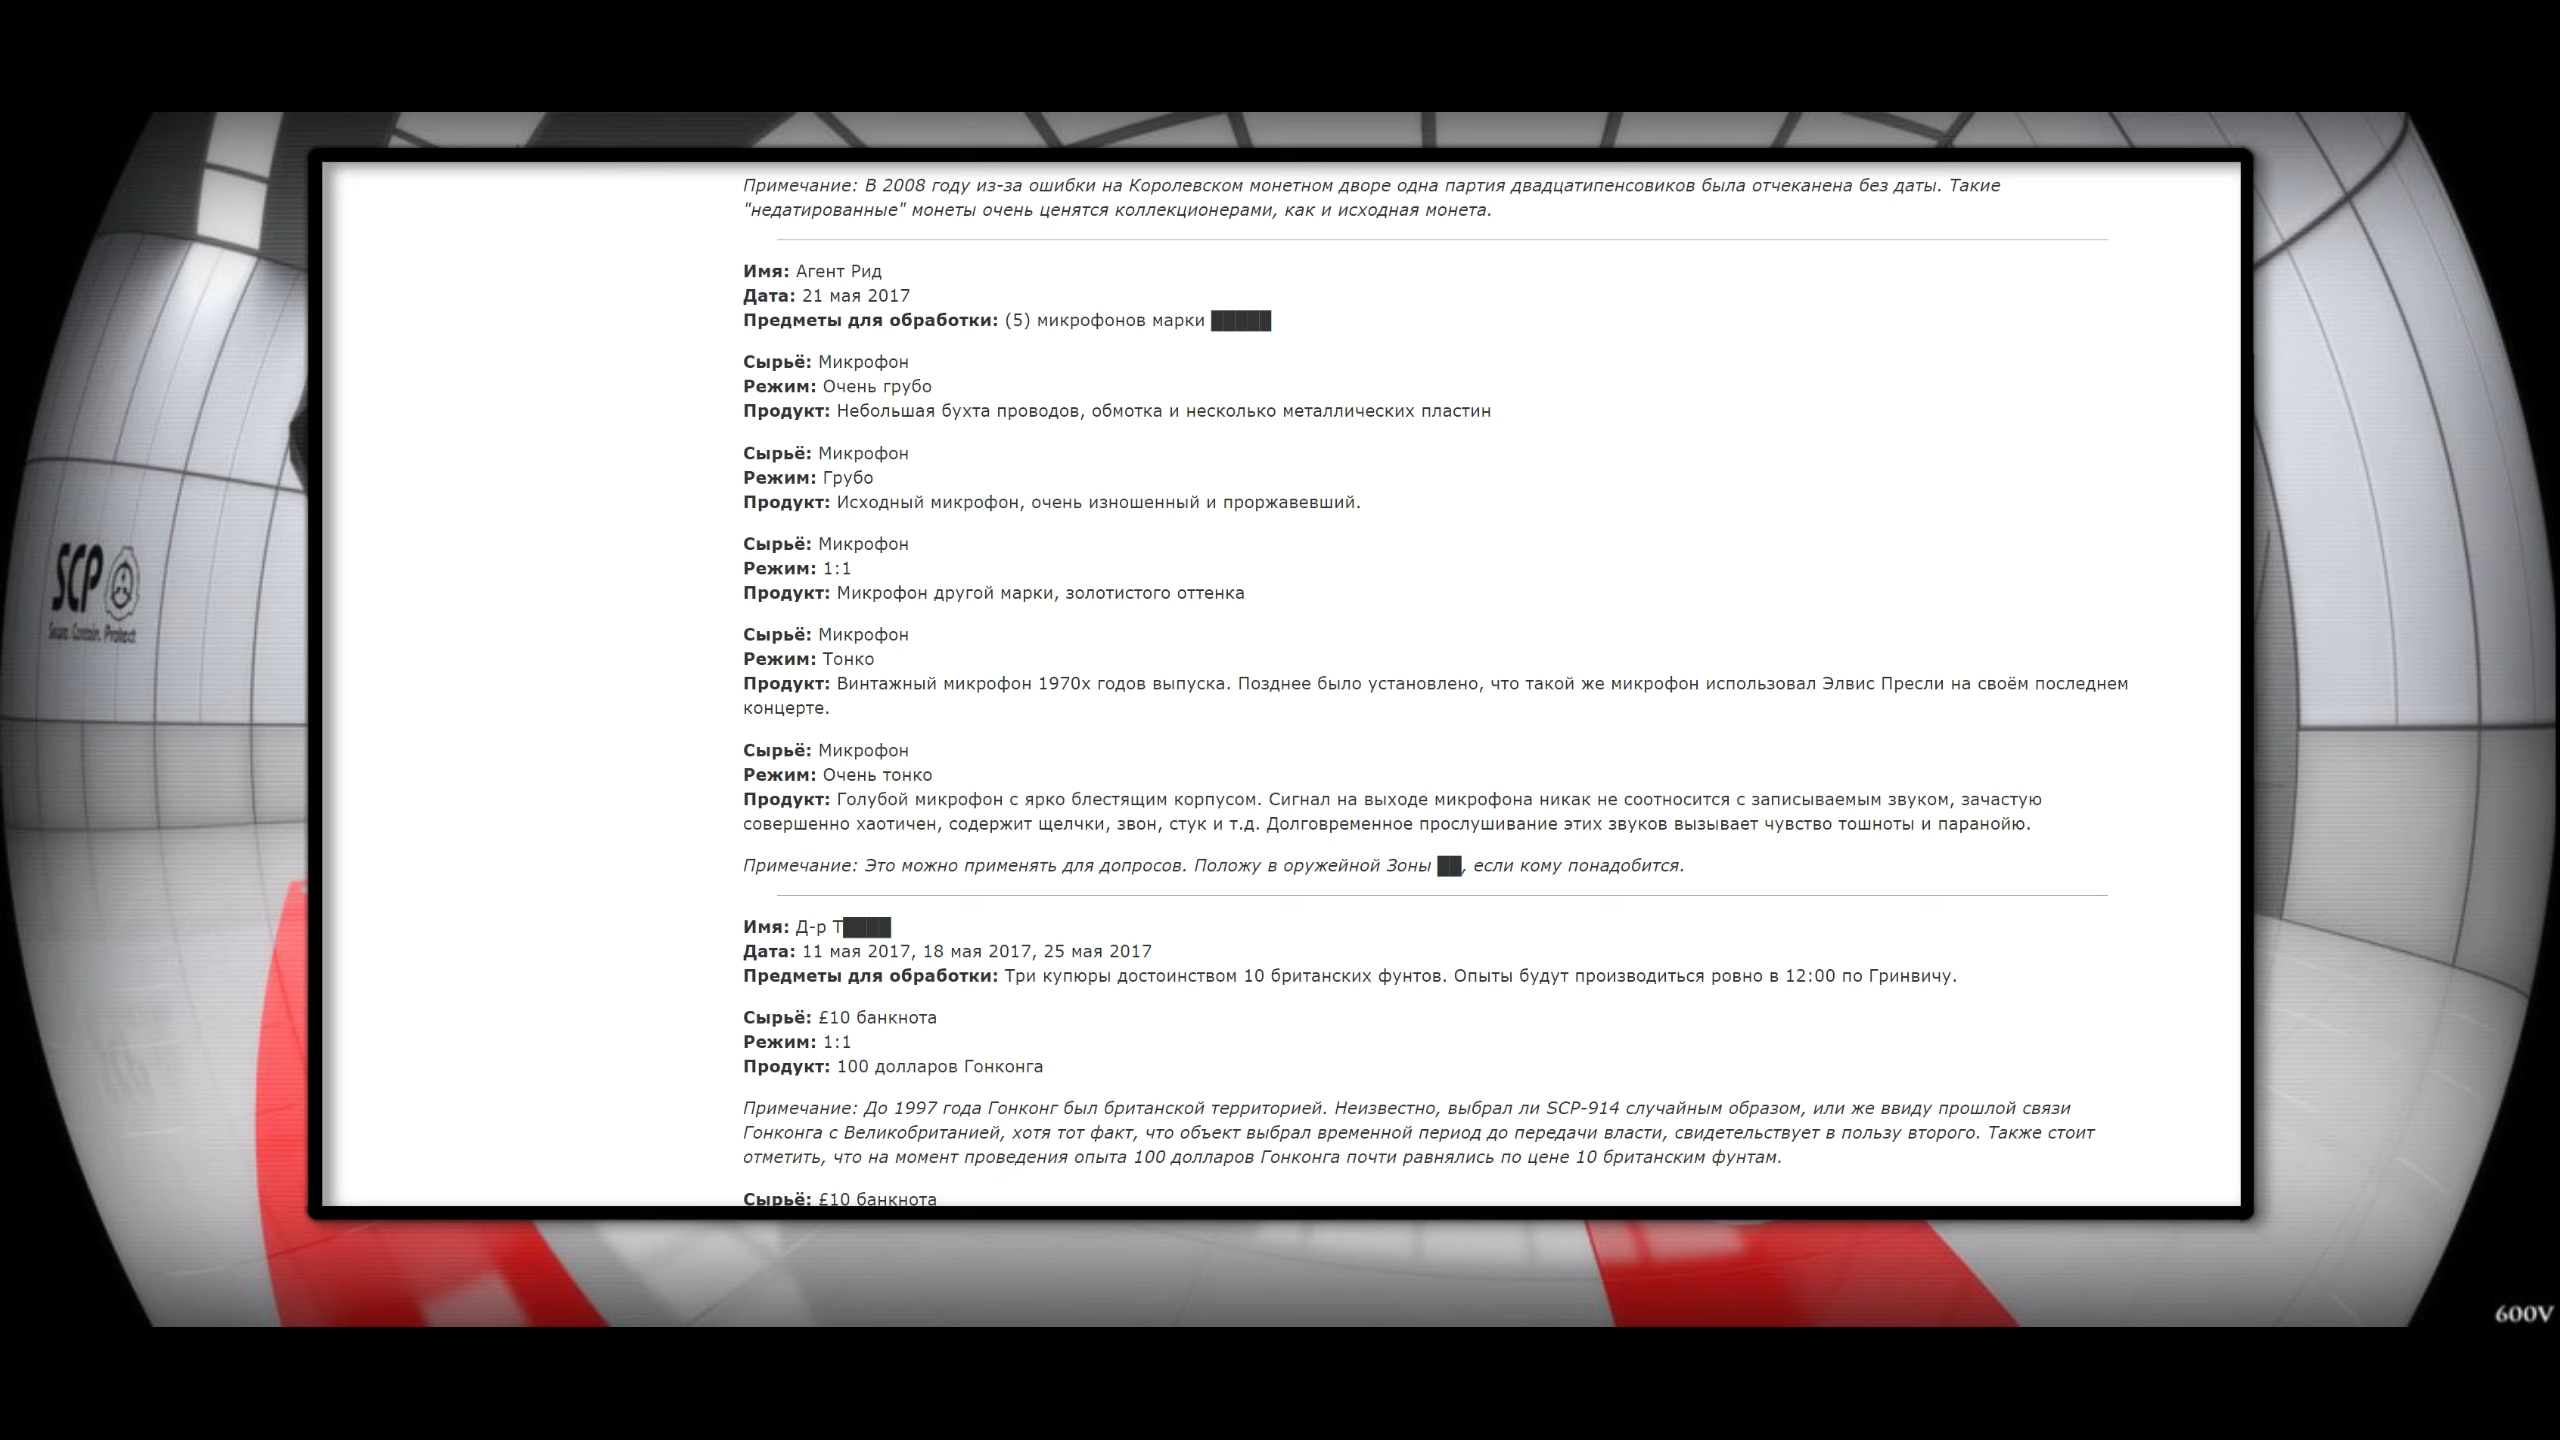 Примечание: В 2008 году из-за ошибки на Королевском монетном дворе одна партия двадцатипенсовиков была отчеканена без даты. Такие
"недатированные" монеты очень ценятся коллекционерами, как и исходная монета.
Имя: Агент Рид
Дата: 21 мая 2017
Предметы для обработки: (5) микрофонов марки █████
Сырьё: Микрофон
Режим: Очень грубо
Продукт: Небольшая бухта проводов, обмотка и несколько металлических пластин
Сырьё: Микрофон
Режим: Грубо
Продукт: Исходный микрофон, очень изношенный и проржавевший.
Сырьё: Микрофон
Режим: 1:1
Продукт: Микрофон другой марки, золотистого оттенка
Сырьё: Микрофон
Режим: Тонко
Продукт: Винтажный микрофон 1970х годов выпуска. Позднее было установлено, что такой же микрофон использовал Элвис Пресли на своём последнем
концерте.
Сырьё: Микрофон
Режим: Очень тонко
Продукт: Голубой микрофон с ярко блестящим корпусом. Сигнал на выходе микрофона никак не соотносится с записываемым звуком, зачастую
совершенно хаотичен, содержит щелчки, звон, стук и т.д. Долговременное прослушивание этих звуков вызывает чувство тошноты и паранойю.
Примечание: Это можно применять для допросов. Положу в оружейной Зоны ██, если кому понадобится.
Имя: Д-р Т████
Дата: 11 мая 2017, 18 мая 2017, 25 мая 2017
Предметы для обработки: Три купюры достоинством 10 британских фунтов. Опыты будут производиться ровно в 12:00 по Гринвичу.
Сырьё: £10 банкнота
Режим: 1:1
Продукт: 100 долларов Гонконга
Примечание: До 1997 года Гонконг был британской территорией. Неизвестно, выбрал ли SCP-914 случайным образом, или же ввиду прошлой связи
Гонконга с Великобританией, хотя тот факт, что объект выбрал временной период до передачи власти, свидетельствует в пользу второго. Также стоит
отметить, что на момент проведения опыта 100 долларов Гонконга почти равнялись по цене 10 британским фунтам.
Сырьё: £10 банкнота
SCP
Secure. Contain. Protect
600V